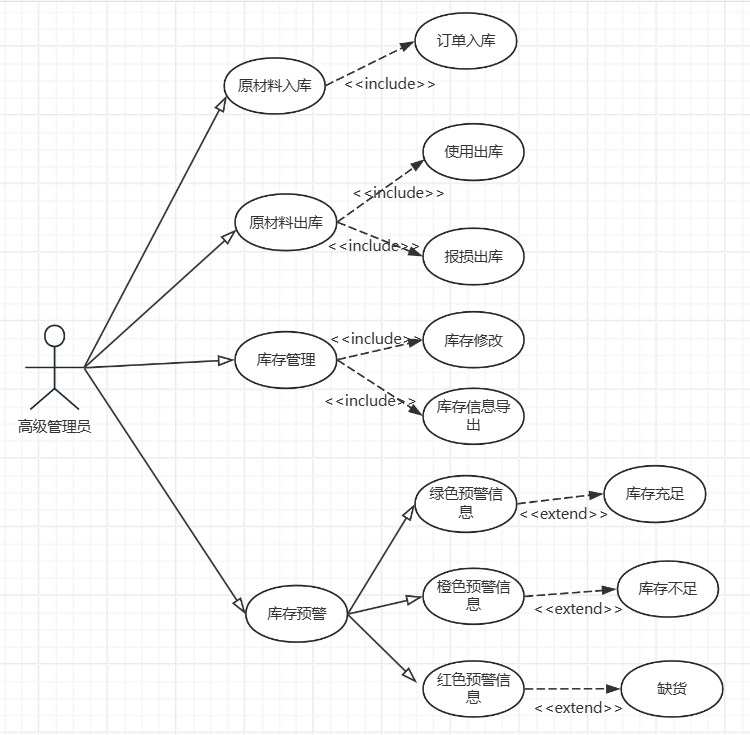 订单入库
原材料入库
<<include>>
使用出库
<<include>>
原材料出库
<<include>>
报损出库
<<include>>
库存修改
库存管理
<<include>>
库存信息导
出
高级管理员
绿色预警信
息
库存充足
<<extend>>
橙色预警信
息
库存不足
<<extend>>
库存预警
红色预警信
息
缺货
<<extend>>